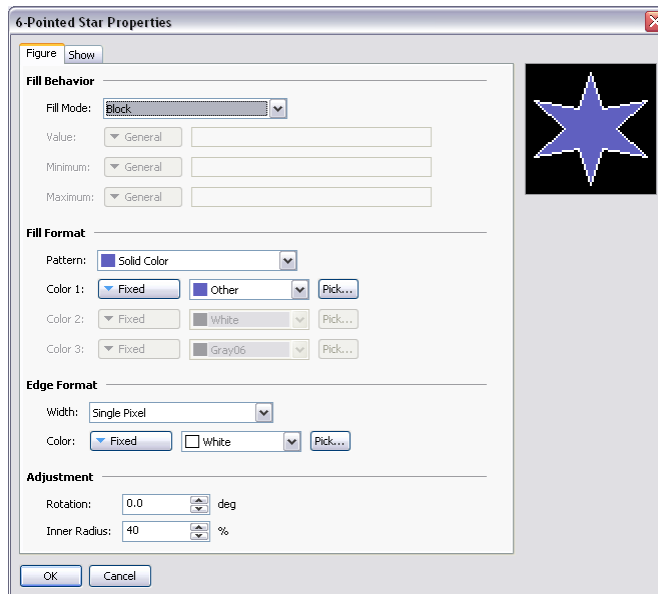 6-Pointed Star Properties
Figure Show
Fill Behavior
Fill Mode: Block
Value: General
Minimum: General
Maximum: General
Fill Format
Pattern: Solid Color
Color 1: Fixed Other Pick...
Color 2: Fixed White Pick...
Color 3: Fixed Gray06 Pick...
Edge Format
Width: Single Pixel
Color: Fixed White Pick...
Adjustment
Rotation: 0.0 deg
Inner Radius: 40 %
OK Cancel